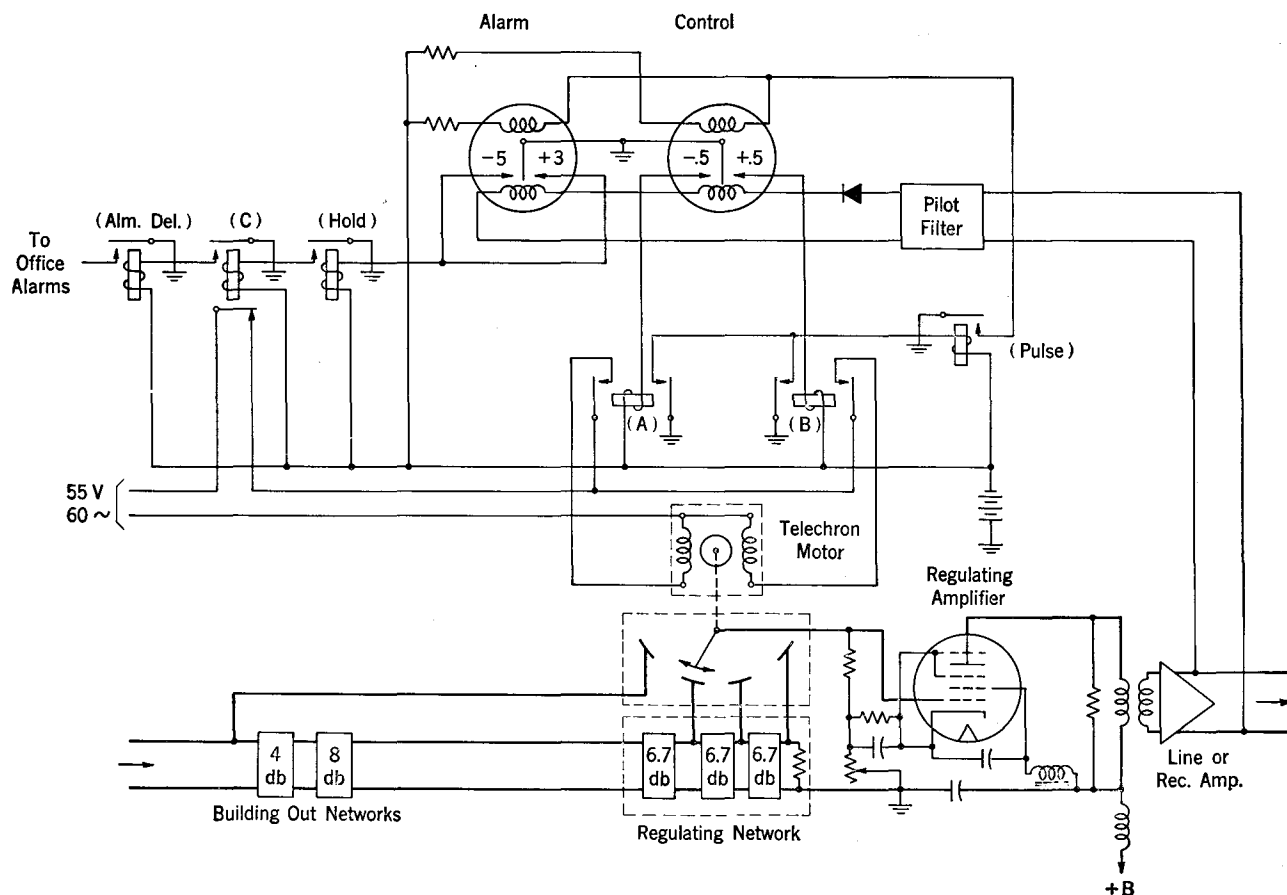 Alarm
Control
−5
+3
−.5
+.5
(Alm. Del.)
(C)
(Hold)
To
Office
Alarms
Pilot
Filter
(Pulse)
(A)
(B)
55 V
60 ~
Telechron
Motor
Regulating
Amplifier
4
db
8
db
6.7
db
6.7
db
6.7
db
Building Out Networks
Regulating Network
Line or
Rec. Amp.
+B